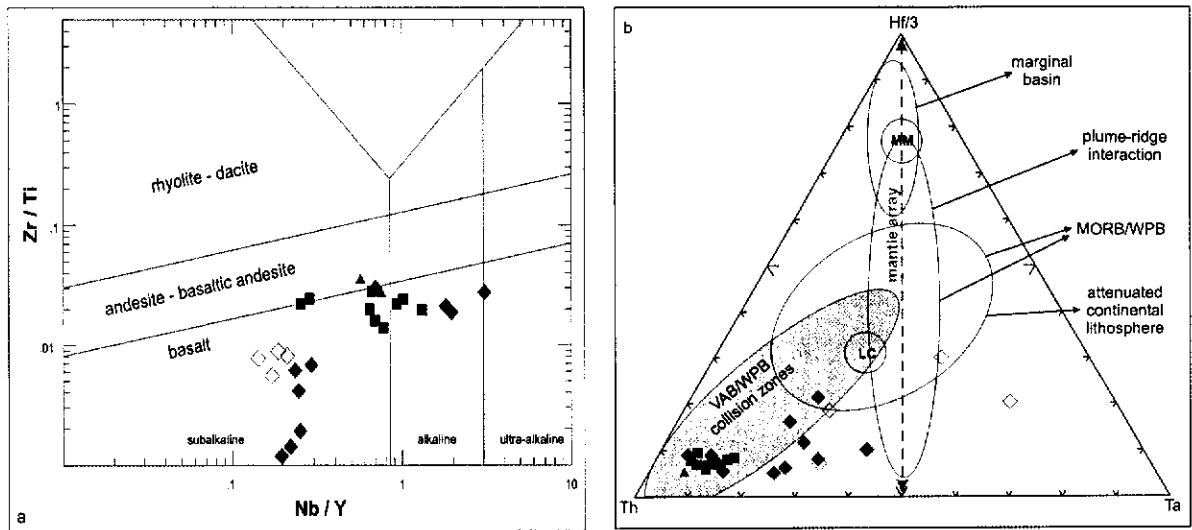 Zr / Ti
1
.1
.01
rhyolite - dacite
andesite - basaltic andesite
basalt
subalkaline
alkaline
ultra-alkaline
.1
1
10
Nb / Y
a
b
Hf/3
marginal
basin
MM
plume-ridge
interaction
mantle array
MORB/WPB
attenuated
continental
lithosphere
LC
VAB/WPB
collision zones
Th
Ta